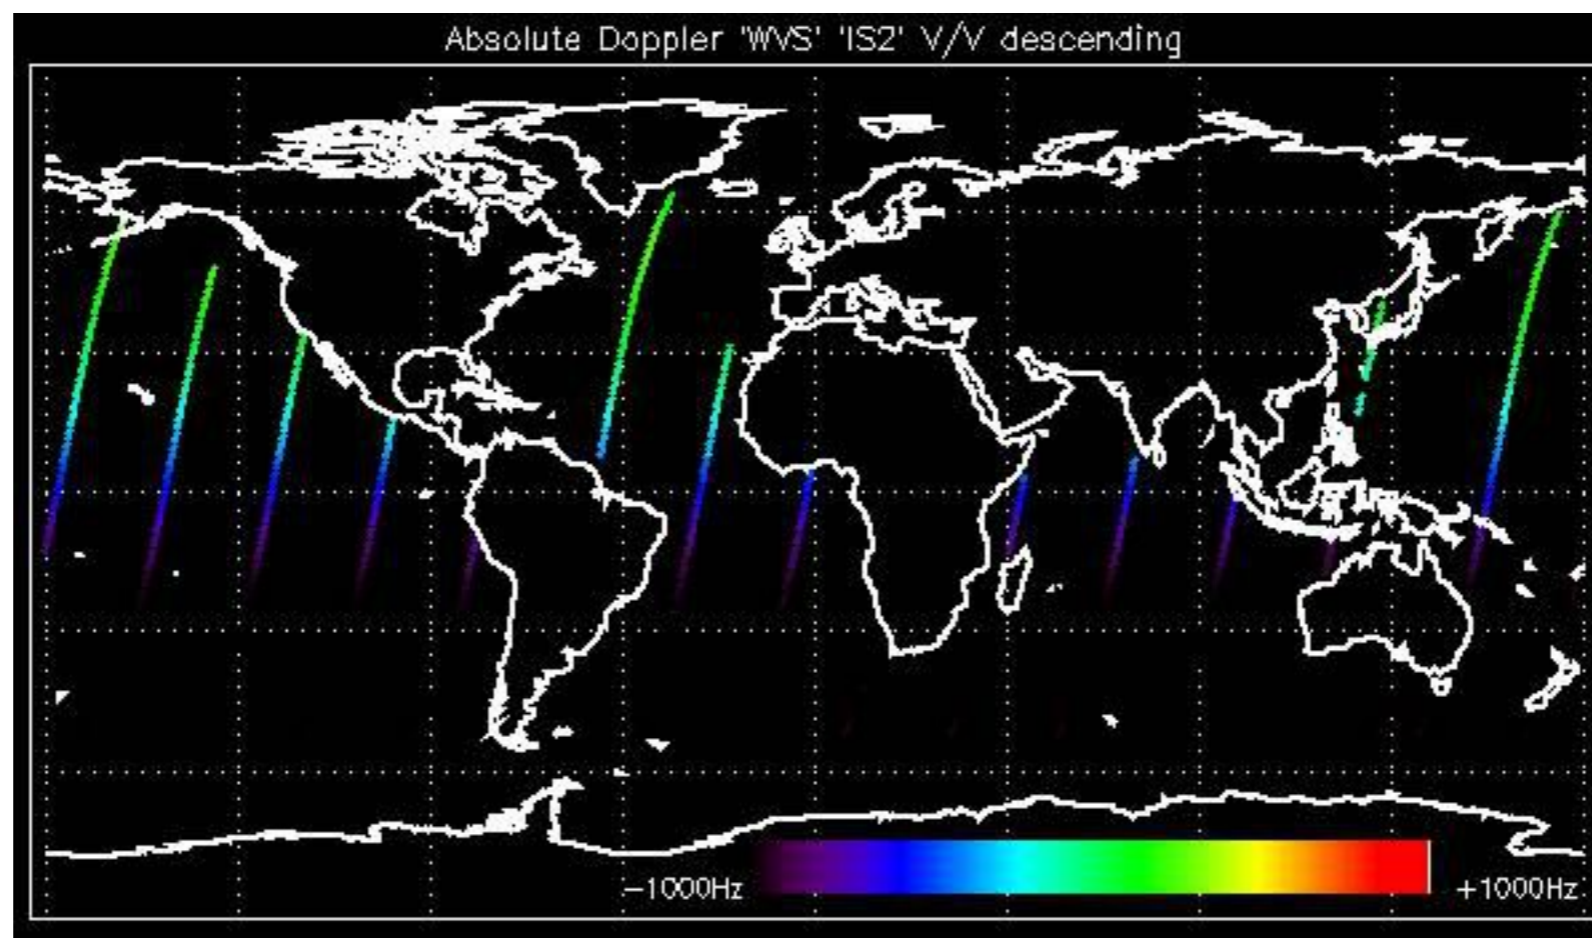 Absolute Doppler 'WVS' 'IS2' V/V descending
-1000Hz +1000Hz